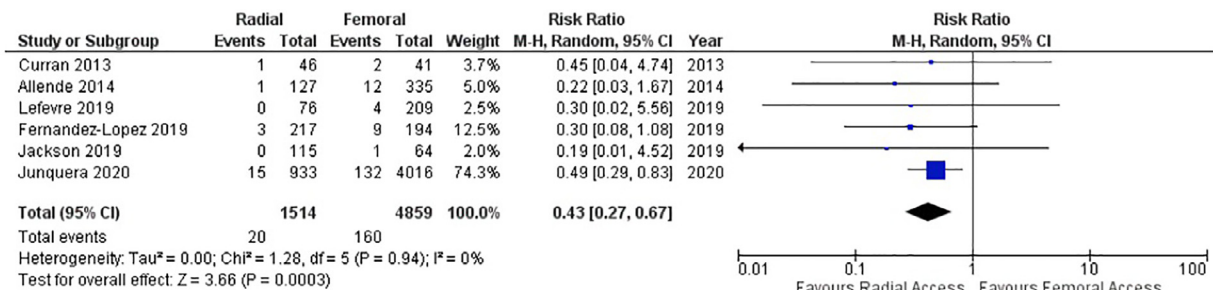 Radial Femoral Risk Ratio Risk Ratio
Study or Subgroup Events Total Events Total Weight M-H, Random, 95% CI Year M-H, Random, 95% CI
Curran 2013 1 46 2 41 3.7% 0.45 [0.04, 4.74] 2013
Allende 2014 1 127 12 335 5.0% 0.22 [0.03, 1.67] 2014
Lefevre 2019 0 76 4 209 2.5% 0.30 [0.02, 5.56] 2019
Fernandez-Lopez 2019 3 217 9 194 12.5% 0.30 [0.08, 1.08] 2019
Jackson 2019 0 115 1 64 2.0% 0.19 [0.01, 4.52] 2019
Junquera 2020 15 933 132 4016 74.3% 0.49 [0.29, 0.83] 2020
Total (95% CI) 1514 4859 100.0% 0.43 [0.27, 0.67]
Total events 20 160
Heterogeneity: Tau² = 0.00; Chi² = 1.28, df = 5 (P = 0.94); I² = 0%
Test for overall effect: Z = 3.66 (P = 0.0003)
0.01 0.1 1 10 100
Favours Radial Access Favours Femoral Access